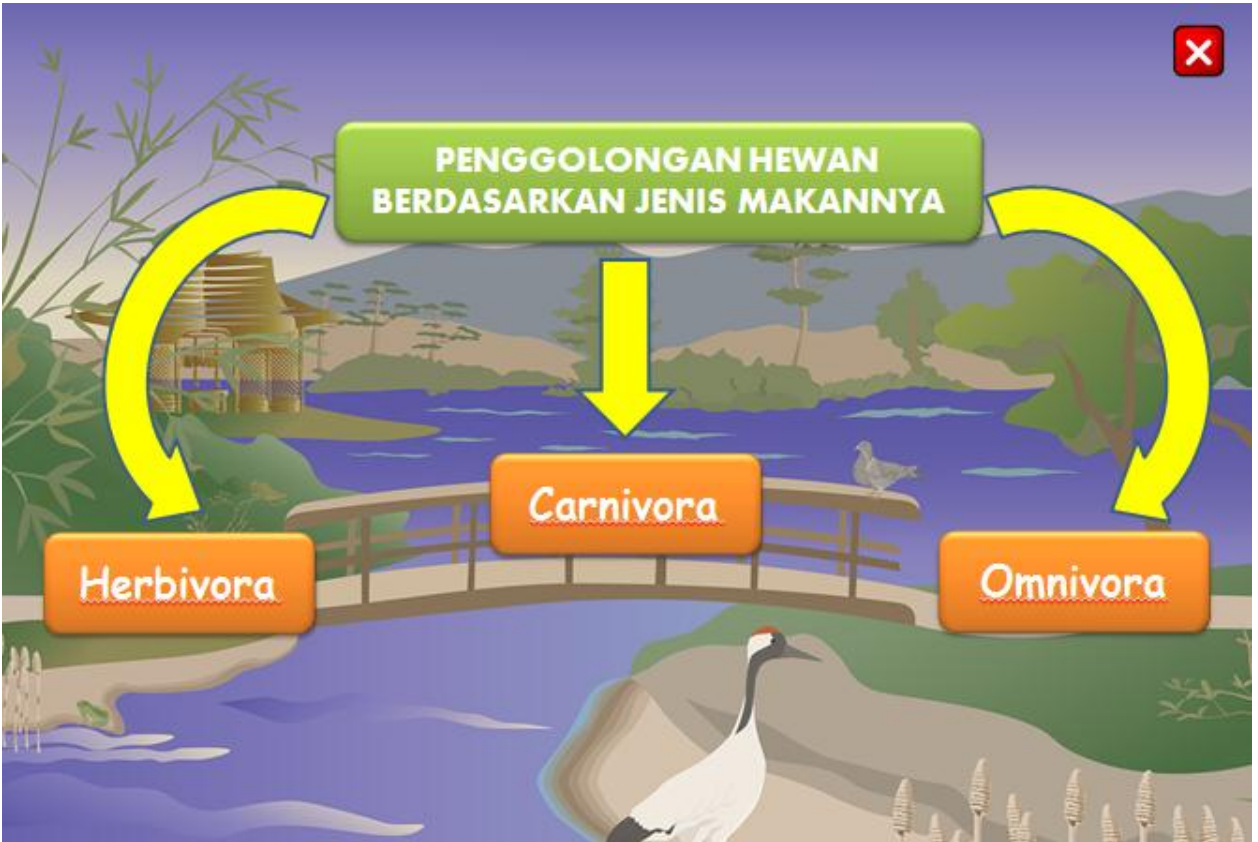 PENGGOLONGAN HEWAN
BERDASARKAN JENIS MAKANNYA
Carnivora
Herbivora
Omnivora